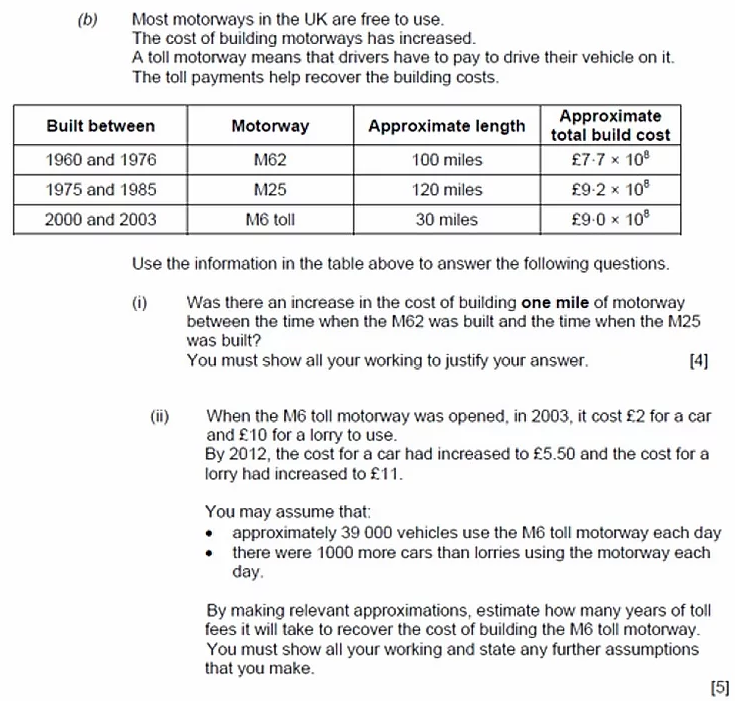 (b) Most motorways in the UK are free to use.
The cost of building motorways has increased.
A toll motorway means that drivers have to pay to drive their vehicle on it.
The toll payments help recover the building costs.
Built between Motorway Approximate length Approximate total build cost
1960 and 1976 M62 100 miles £7·7 × 10⁸
1975 and 1985 M25 120 miles £9·2 × 10⁸
2000 and 2003 M6 toll 30 miles £9·0 × 10⁸
Use the information in the table above to answer the following questions.
(i) Was there an increase in the cost of building one mile of motorway
between the time when the M62 was built and the time when the M25
was built?
You must show all your working to justify your answer. [4]
(ii) When the M6 toll motorway was opened, in 2003, it cost £2 for a car
and £10 for a lorry to use.
By 2012, the cost for a car had increased to £5.50 and the cost for a
lorry had increased to £11.
You may assume that:
• approximately 39 000 vehicles use the M6 toll motorway each day
• there were 1000 more cars than lorries using the motorway each
day.
By making relevant approximations, estimate how many years of toll
fees it will take to recover the cost of building the M6 toll motorway.
You must show all your working and state any further assumptions
that you make.
[5]